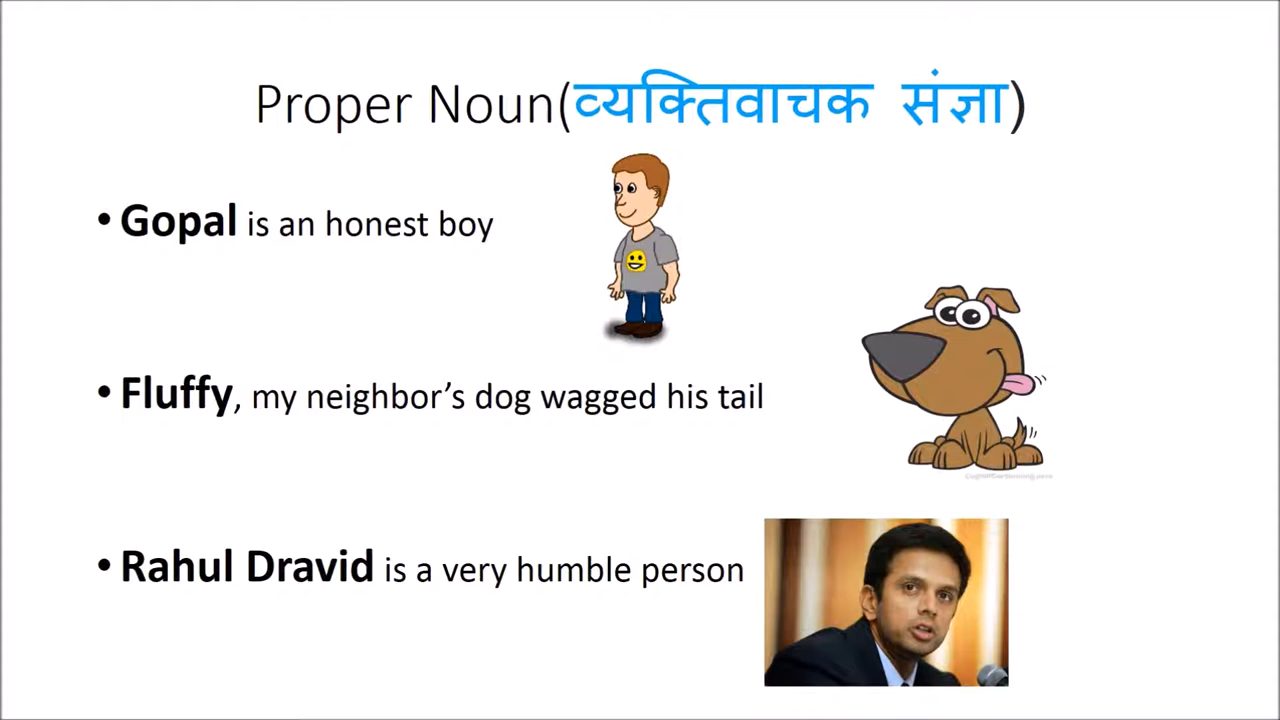 Proper Noun(व्यक्तिवाचक संज्ञा)
• Gopal is an honest boy
• Fluffy, my neighbor’s dog wagged his tail
• Rahul Dravid is a very humble person